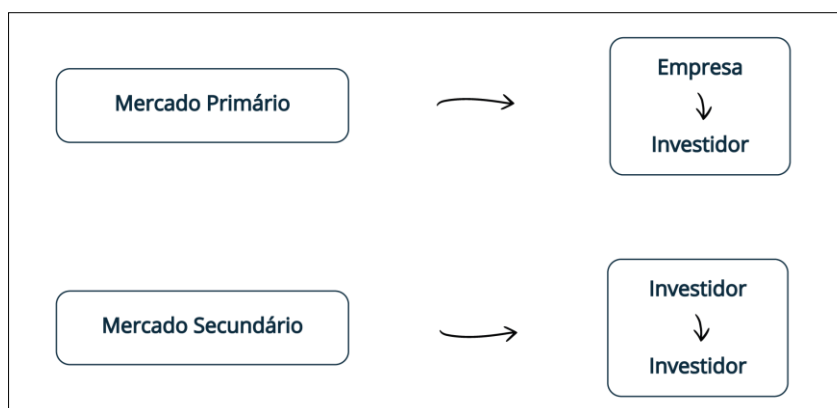 Mercado Primário
Empresa
Investidor
Mercado Secundário
Investidor
Investidor